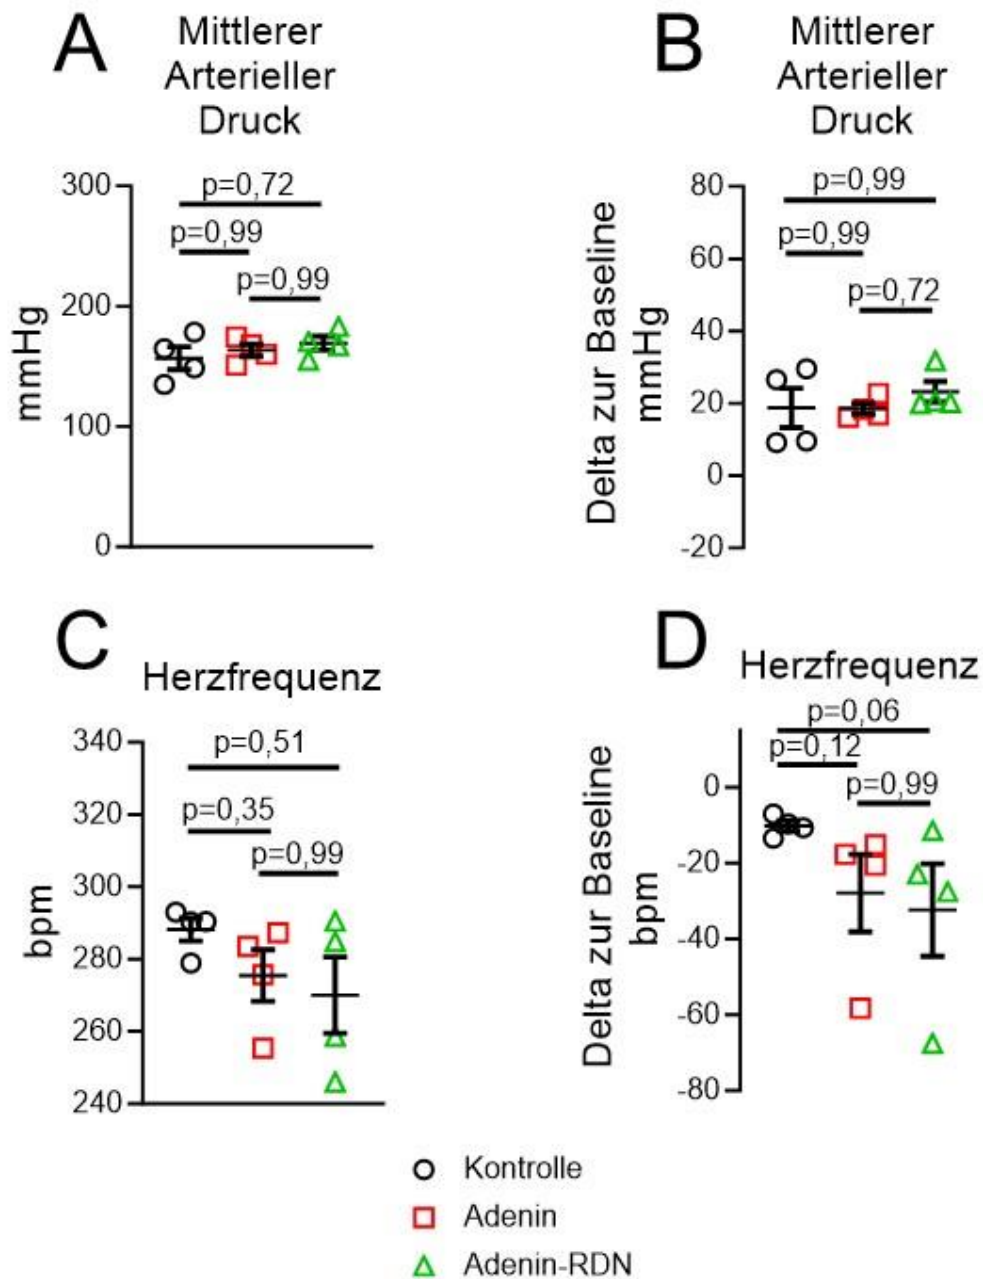 A
Mittlerer
Arterieller
Druck
300
200
100
0
mmHg
p=0,72
p=0,99
p=0,99
B
Mittlerer
Arterieller
Druck
80
60
40
20
0
-20
Delta zur Baseline
mmHg
p=0,99
p=0,99
p=0,72
C
Herzfrequenz
340
320
300
280
260
240
bpm
p=0,51
p=0,35
p=0,99
D
Herzfrequenz
0
-20
-40
-60
-80
Delta zur Baseline
bpm
p=0,06
p=0,12
p=0,99
Kontrolle
Adenin
Adenin-RDN